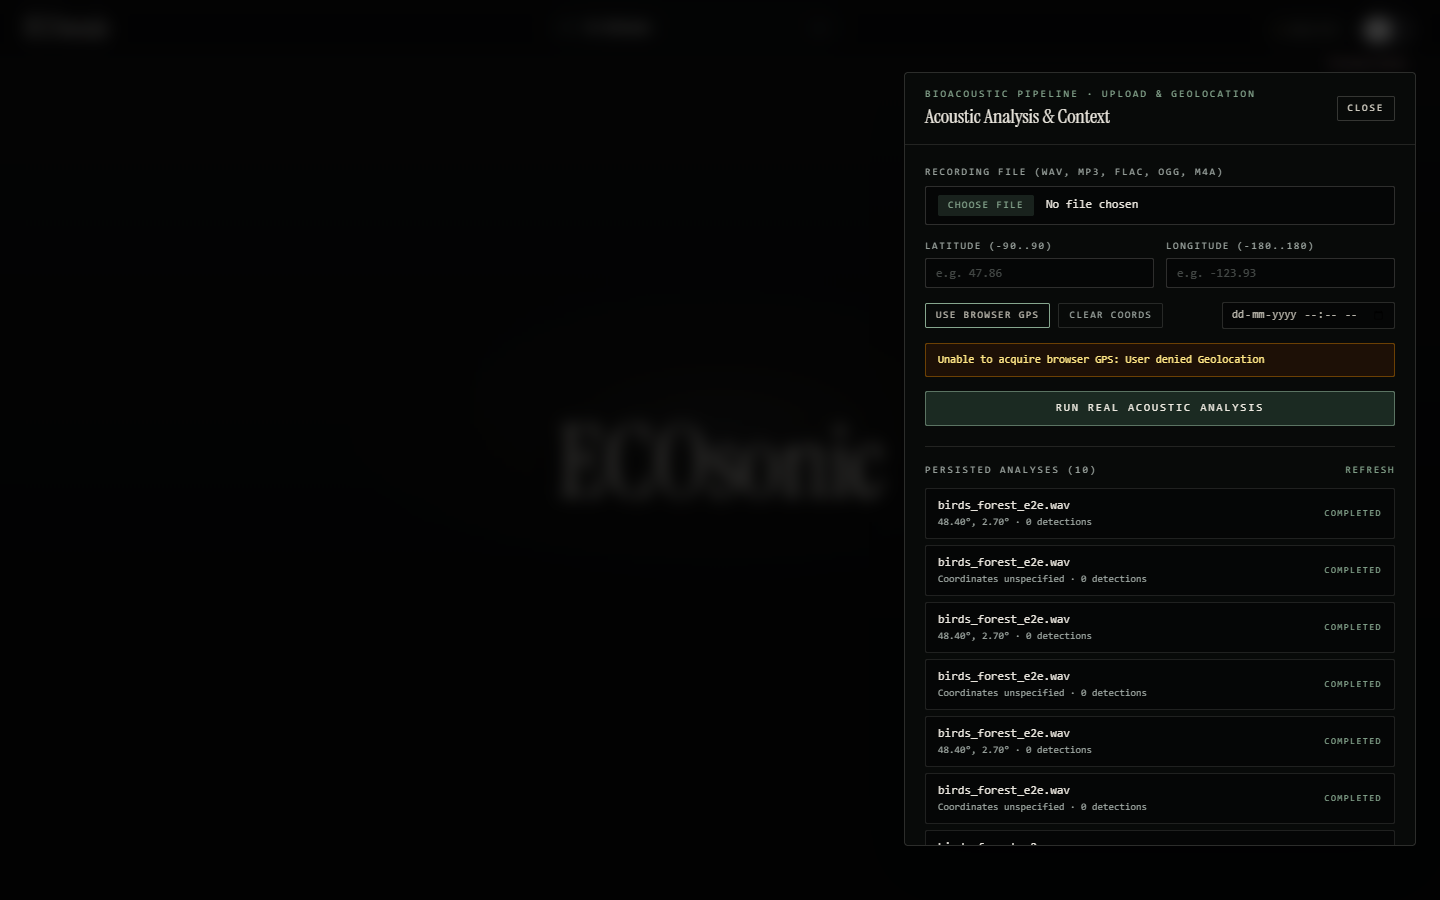 BIOACOUSTIC PIPELINE · UPLOAD & GEOLOCATION
Acoustic Analysis & Context
CLOSE
RECORDING FILE (WAV, MP3, FLAC, OGG, M4A)
CHOOSE FILE No file chosen
LATITUDE (-90..90) LONGITUDE (-180..180)
e.g. 47.86 e.g. -123.93
USE BROWSER GPS CLEAR COORDS dd-mm-yyyy --:-- --
Unable to acquire browser GPS: User denied Geolocation
RUN REAL ACOUSTIC ANALYSIS
ECOsonic
PERSISTED ANALYSES (10) REFRESH
birds_forest_e2e.wav
48.40°, 2.70° · 0 detections
COMPLETED
birds_forest_e2e.wav
Coordinates unspecified · 0 detections
COMPLETED
birds_forest_e2e.wav
48.40°, 2.70° · 0 detections
COMPLETED
birds_forest_e2e.wav
Coordinates unspecified · 0 detections
COMPLETED
birds_forest_e2e.wav
48.40°, 2.70° · 0 detections
COMPLETED
birds_forest_e2e.wav
Coordinates unspecified · 0 detections
COMPLETED